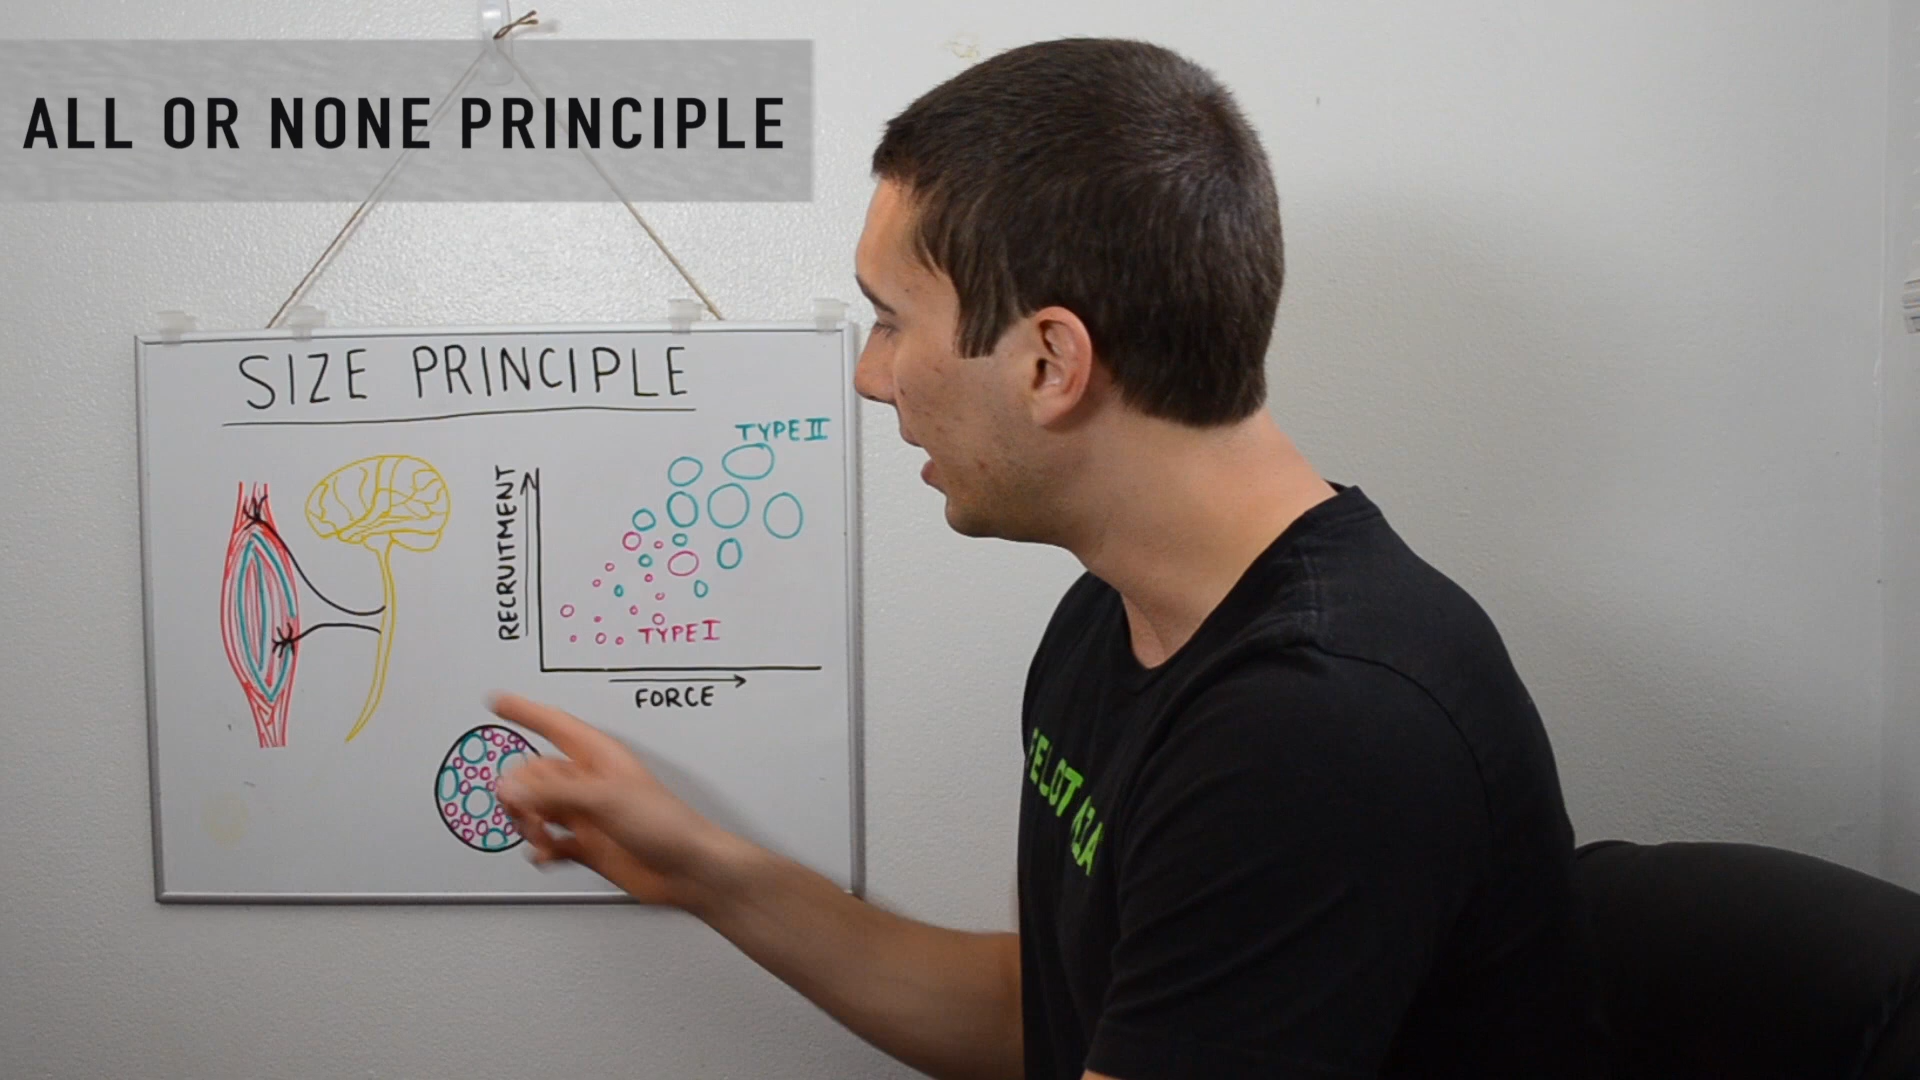 ALL OR NONE PRINCIPLE
SIZE PRINCIPLE
TYPE II
RECRUITMENT
TYPE I
FORCE